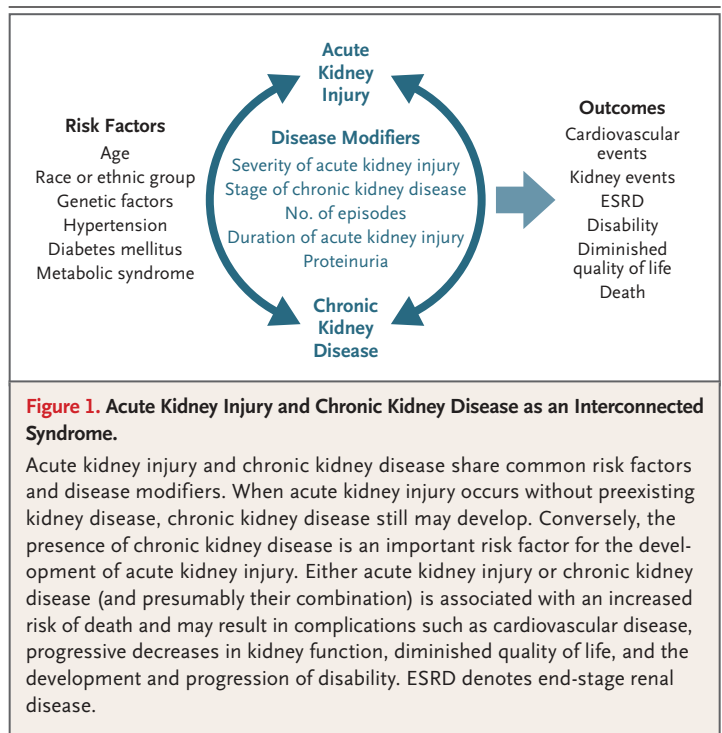 Risk Factors
Age
Race or ethnic group
Genetic factors
Hypertension
Diabetes mellitus
Metabolic syndrome
Acute
Kidney
Injury
Disease Modifiers
Severity of acute kidney injury
Stage of chronic kidney disease
No. of episodes
Duration of acute kidney injury
Proteinuria
Chronic
Kidney
Disease
Outcomes
Cardiovascular
events
Kidney events
ESRD
Disability
Diminished
quality of life
Death
Figure 1. Acute Kidney Injury and Chronic Kidney Disease as an Interconnected
Syndrome.
Acute kidney injury and chronic kidney disease share common risk factors
and disease modifiers. When acute kidney injury occurs without preexisting
kidney disease, chronic kidney disease still may develop. Conversely, the
presence of chronic kidney disease is an important risk factor for the devel-
opment of acute kidney injury. Either acute kidney injury or chronic kidney
disease (and presumably their combination) is associated with an increased
risk of death and may result in complications such as cardiovascular disease,
progressive decreases in kidney function, diminished quality of life, and the
development and progression of disability. ESRD denotes end-stage renal
disease.